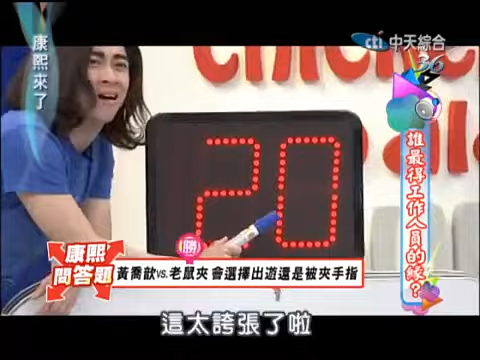 康熙來了
cti 中天綜合
36
chicken
20
誰最得工作人員的緣?
康熙
問答題
勝
黃喬歆vs.老鼠夾 會選擇出遊還是被夾手指
這太誇張了啦